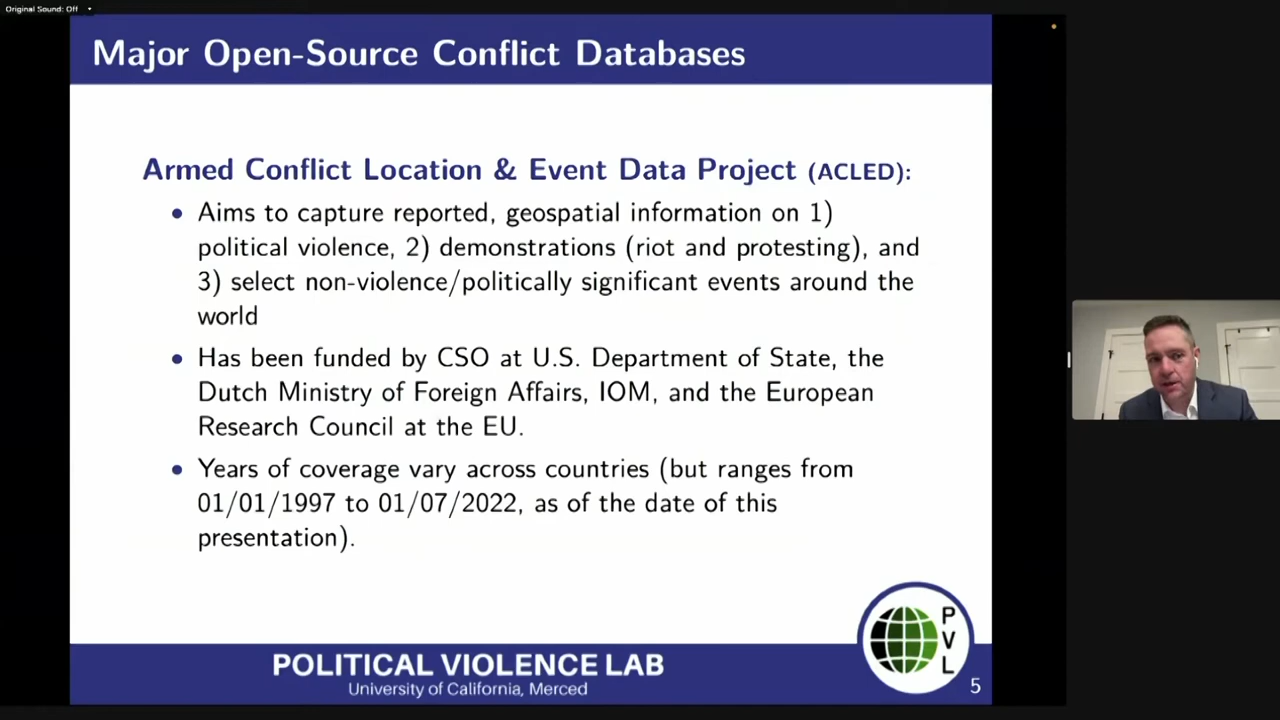 Original Sound: Off
Major Open-Source Conflict Databases
Armed Conflict Location & Event Data Project (ACLED):
• Aims to capture reported, geospatial information on 1)
political violence, 2) demonstrations (riot and protesting), and
3) select non-violence/politically significant events around the
world
• Has been funded by CSO at U.S. Department of State, the
Dutch Ministry of Foreign Affairs, IOM, and the European
Research Council at the EU.
• Years of coverage vary across countries (but ranges from
01/01/1997 to 01/07/2022, as of the date of this
presentation).
POLITICAL VIOLENCE LAB
University of California, Merced
P
V
L
5